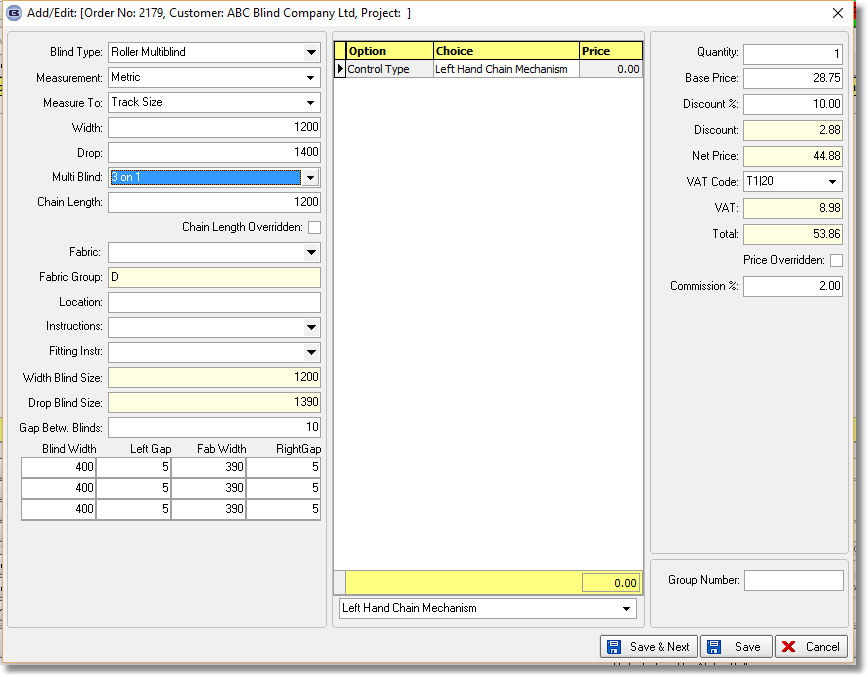 Add/Edit: [Order No: 2179, Customer: ABC Blind Company Ltd, Project: ]
Blind Type: Roller Multiblind
Measurement: Metric
Measure To: Track Size
Width: 1200
Drop: 1400
Multi Blind: 3 on 1
Chain Length: 1200
Chain Length Overridden:
Fabric:
Fabric Group: D
Location:
Instructions:
Fitting Instr:
Width Blind Size: 1200
Drop Blind Size: 1390
Gap Betw. Blinds: 10
Blind Width Left Gap Fab Width RightGap
400 5 390 5
400 5 390 5
400 5 390 5
Option Choice Price
Control Type Left Hand Chain Mechanism 0.00
0.00
Left Hand Chain Mechanism
Quantity: 1
Base Price: 28.75
Discount %: 10.00
Discount: 2.88
Net Price: 44.88
VAT Code: T1|20
VAT: 8.98
Total: 53.86
Price Overridden:
Commission %: 2.00
Group Number:
Save & Next Save Cancel